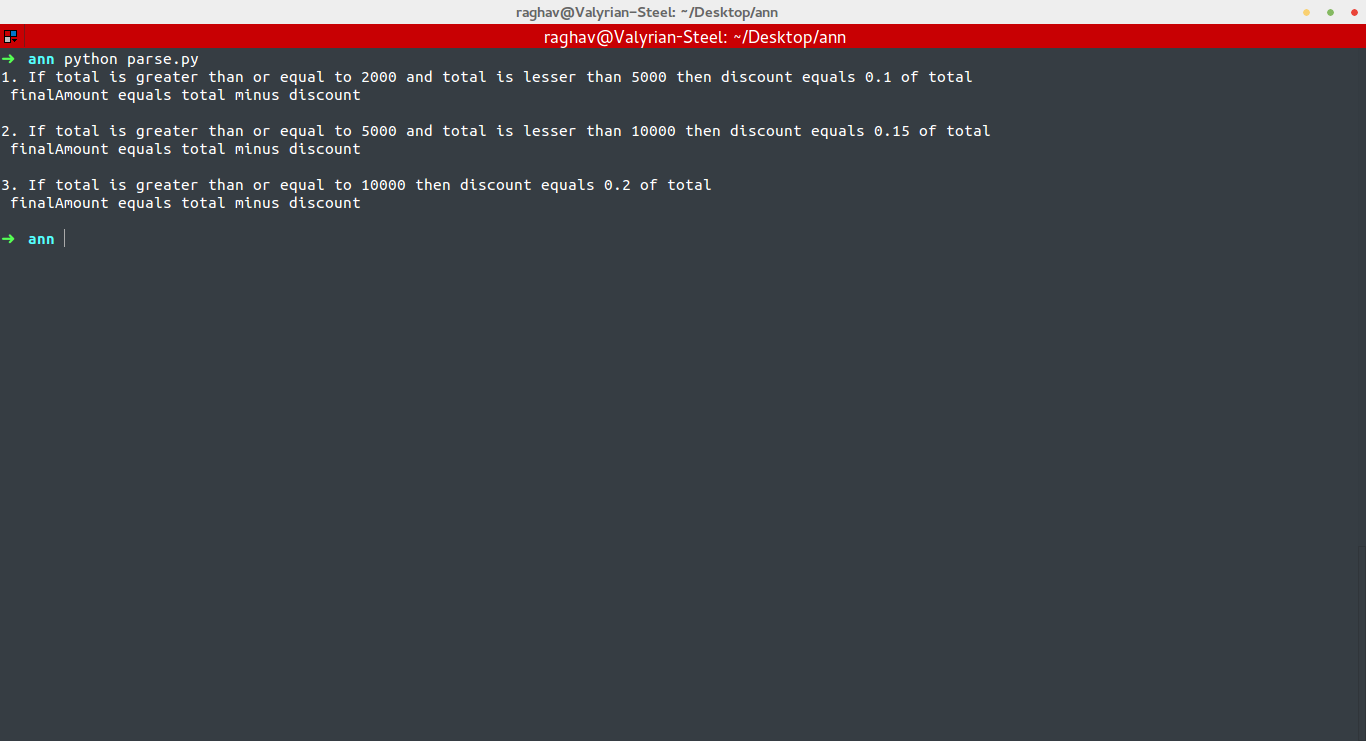 raghav@Valyrian-Steel: ~/Desktop/ann
raghav@Valyrian-Steel: ~/Desktop/ann
➜ ann python parse.py
1. If total is greater than or equal to 2000 and total is lesser than 5000 then discount equals 0.1 of total
finalAmount equals total minus discount
2. If total is greater than or equal to 5000 and total is lesser than 10000 then discount equals 0.15 of total
finalAmount equals total minus discount
3. If total is greater than or equal to 10000 then discount equals 0.2 of total
finalAmount equals total minus discount
➜ ann